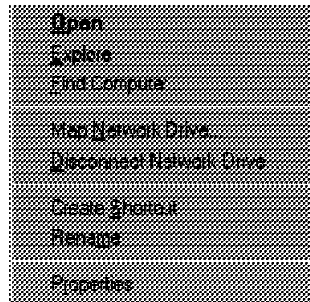 Open
Explore
Find Computer
Map Network Drive...
Disconnect Network Drive
Create Shortcut
Rename
Properties